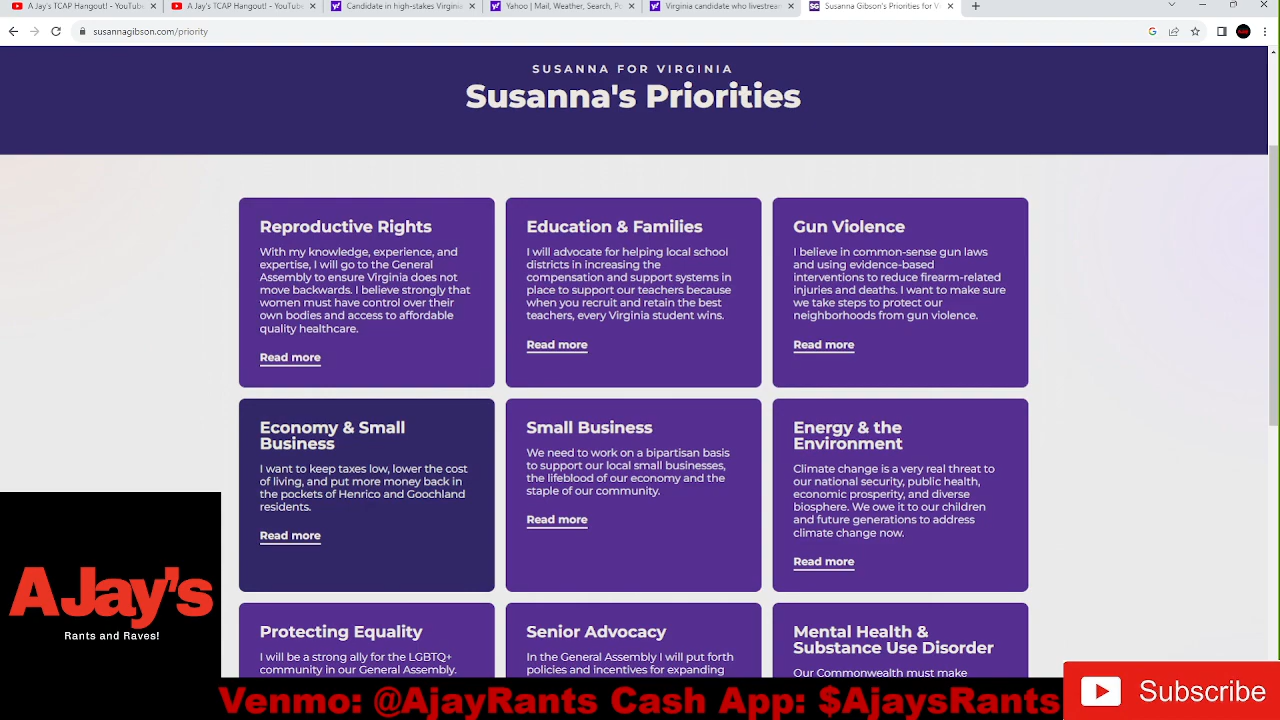 A Jay's TCAP Hangout! - YouTube
A Jay's TCAP Hangout! - YouTube
Candidate in high-stakes Virginia
Yahoo | Mail, Weather, Search, Po
Virginia candidate who livestream
Susanna Gibson's Priorities for V
susannagibson.com/priority
SUSANNA FOR VIRGINIA
Susanna's Priorities
Reproductive Rights
With my knowledge, experience, and
expertise, I will go to the General
Assembly to ensure Virginia does not
move backwards. I believe strongly that
women must have control over their
own bodies and access to affordable
quality healthcare.
Read more
Education & Families
I will advocate for helping local school
districts in increasing the
compensation and support systems in
place to support our teachers because
when you recruit and retain the best
teachers, every Virginia student wins.
Read more
Gun Violence
I believe in common-sense gun laws
and using evidence-based
interventions to reduce firearm-related
injuries and deaths. I want to make sure
we take steps to protect our
neighborhoods from gun violence.
Read more
Economy & Small
Business
I want to keep taxes low, lower the cost
of living, and put more money back in
the pockets of Henrico and Goochland
residents.
Read more
Small Business
We need to work on a bipartisan basis
to support our local small businesses,
the lifeblood of our economy and the
staple of our community.
Read more
Energy & the
Environment
Climate change is a very real threat to
our national security, public health,
economic prosperity, and diverse
biosphere. We owe it to our children
and future generations to address
climate change now.
Read more
Protecting Equality
I will be a strong ally for the LGBTQ+
community in our General Assembly.
Senior Advocacy
In the General Assembly I will put forth
policies and incentives for expanding
Mental Health &
Substance Use Disorder
Our Commonwealth must make
AJay's
Rants and Raves!
Venmo: @AjayRants Cash App: $AjaysRants
Subscribe